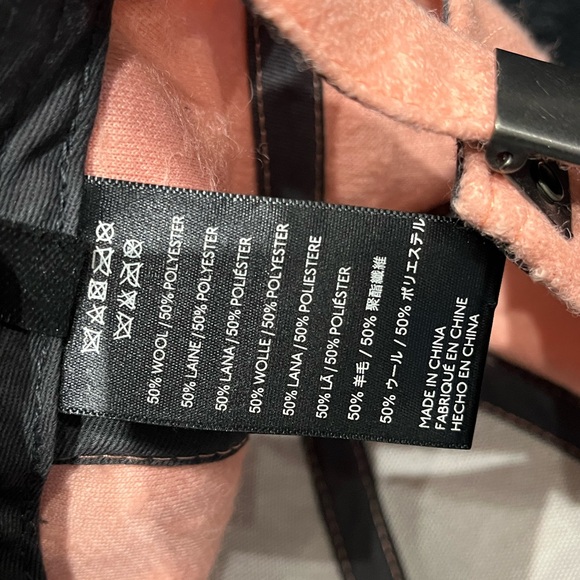 50% WOOL / 50% POLYESTER
50% LAINE / 50% POLYESTER
50% LANA / 50% POLIÉSTER
50% WOLLE / 50% POLYESTER
50% LANA / 50% POLIESTERE
50% LÃ / 50% POLIÉSTER
50% 羊毛 / 50% 聚酯纖維
50% ウール / 50% ポリエステル
MADE IN CHINA
FABRIQUÉ EN CHINE
HECHO EN CHINA